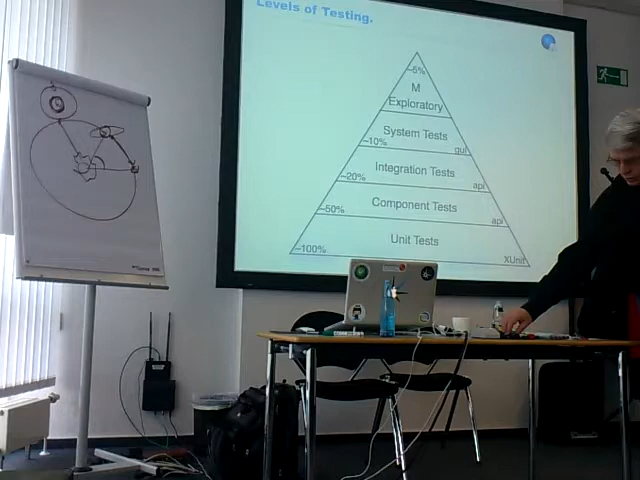 Levels of Testing.
~5%
M
Exploratory
System Tests
~10%
gui
Integration Tests
~20%
api
Component Tests
~50%
api
Unit Tests
~100%
XUnit